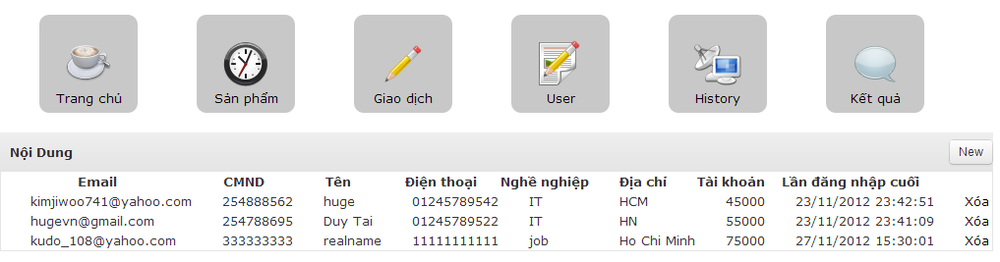 Trang chủ Sản phẩm Giao dịch User History Kết quả
Nội Dung New
Email CMND Tên Điện thoại Nghề nghiệp Địa chỉ Tài khoản Lần đăng nhập cuối
kimjiwoo741@yahoo.com 254888562 huge 01245789542 IT HCM 45000 23/11/2012 23:42:51 Xóa
hugevn@gmail.com 254788695 Duy Tai 01245789522 IT HN 55000 23/11/2012 23:41:09 Xóa
kudo_108@yahoo.com 333333333 realname 11111111111 job Ho Chi Minh 75000 27/11/2012 15:30:01 Xóa